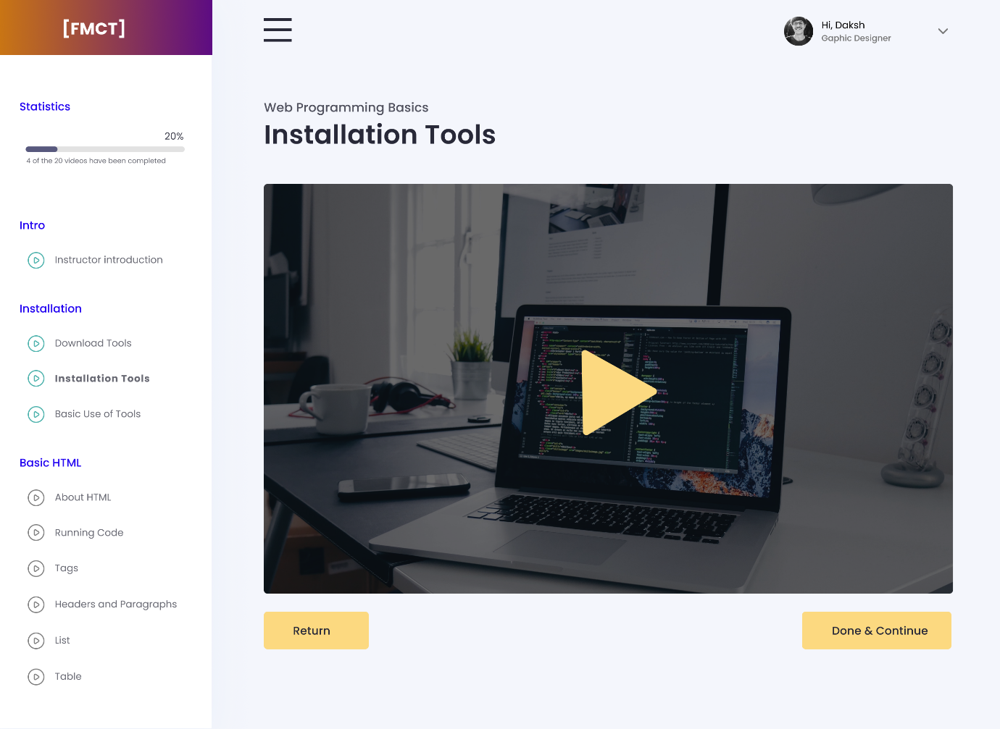 [FMCT]
Hi, Daksh
Gaphic Designer
Statistics
20%
4 of the 20 videos have been completed
Intro
Instructor introduction
Installation
Download Tools
Installation Tools
Basic Use of Tools
Basic HTML
About HTML
Running Code
Tags
Headers and Paragraphs
List
Table
Web Programming Basics
Installation Tools
Return
Done & Continue